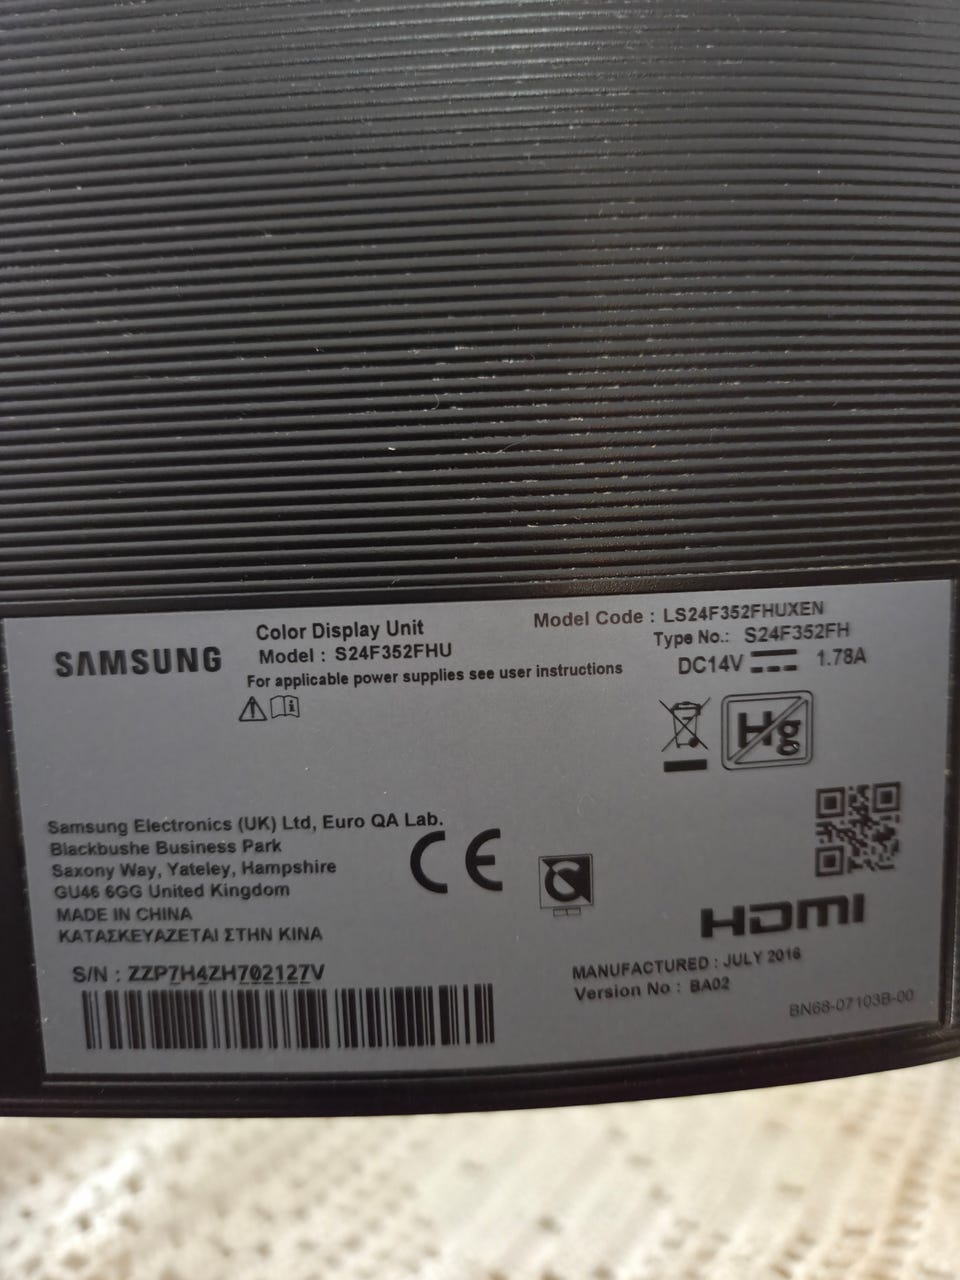 SAMSUNG
Color Display Unit
Model : S24F352FHU
For applicable power supplies see user instructions
Model Code : LS24F352FHUXEN
Type No.: S24F352FH
DC14V 1.78A
Hg
Samsung Electronics (UK) Ltd, Euro QA Lab.
Blackbushe Business Park
Saxony Way, Yateley, Hampshire
GU46 6GG United Kingdom
MADE IN CHINA
ΚΑΤΑΣΚΕΥΑΖΕΤΑΙ ΣΤΗΝ ΚΙΝΑ
CE
HDMI
S/N : ZZP7H4ZH702127V
MANUFACTURED : JULY 2016
Version No : BA02
BN68-07103B-00